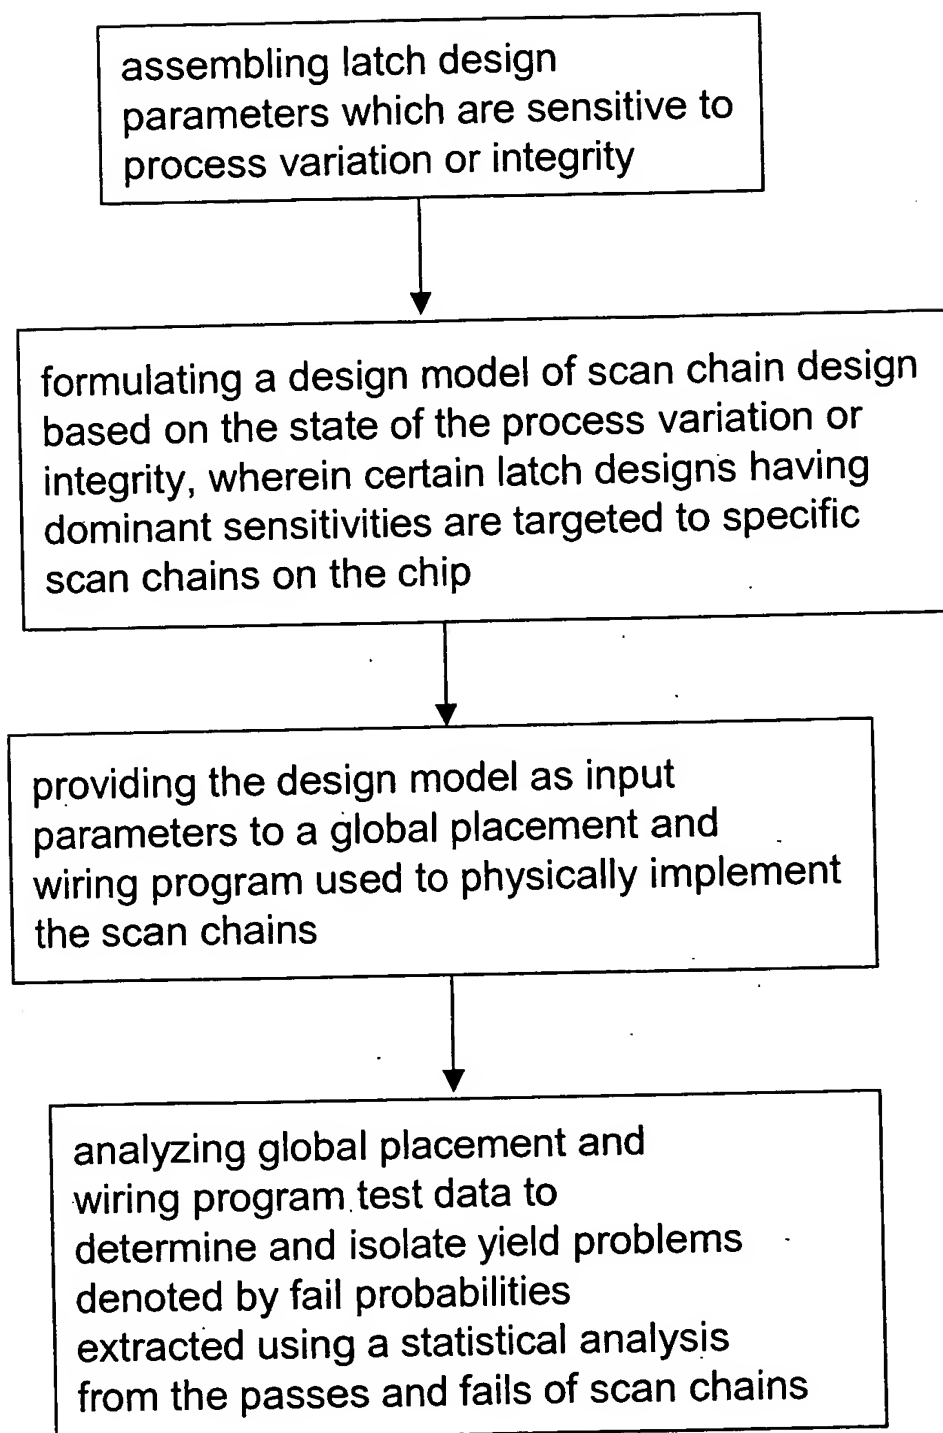 assembling latch design
parameters which are sensitive to
process variation or integrity
formulating a design model of scan chain design
based on the state of the process variation or
integrity, wherein certain latch designs having
dominant sensitivities are targeted to specific
scan chains on the chip
providing the design model as input
parameters to a global placement and
wiring program used to physically implement
the scan chains
analyzing global placement and
wiring program test data to
determine and isolate yield problems
denoted by fail probabilities
extracted using a statistical analysis
from the passes and fails of scan chains